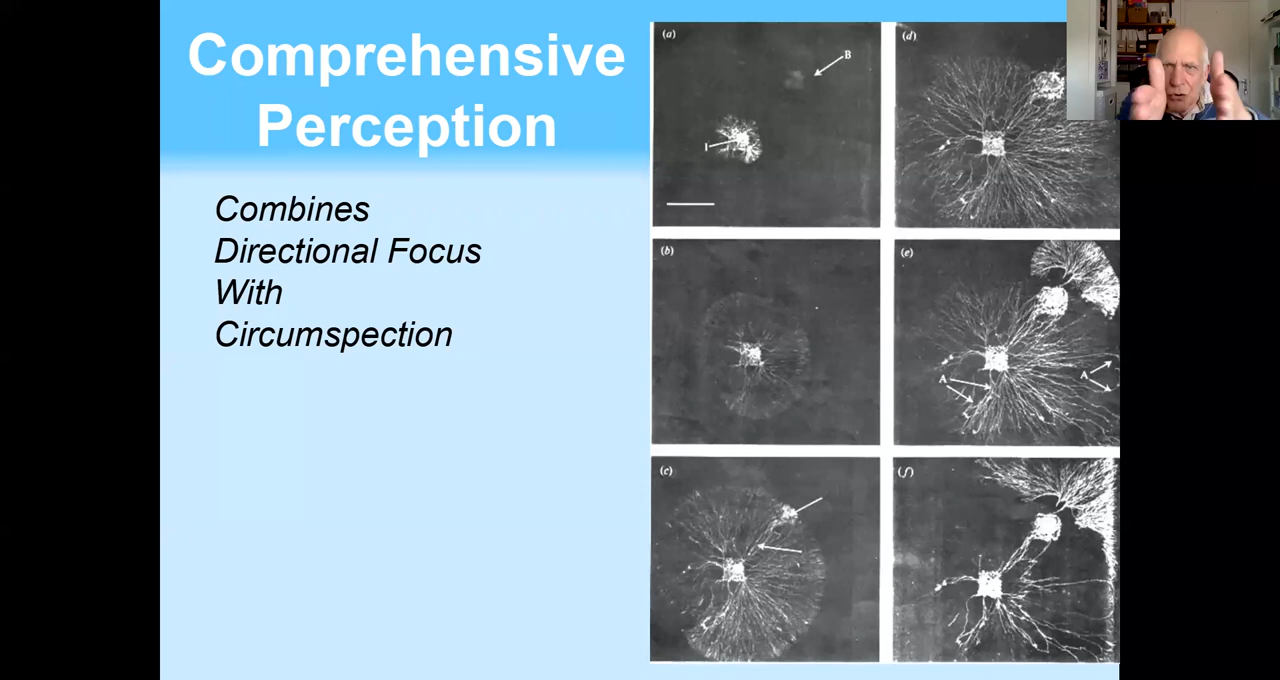 Comprehensive
Perception
Combines
Directional Focus
With
Circumspection
(a)
B
I
(b)
(c)
(d)
(e)
A
A
(f)